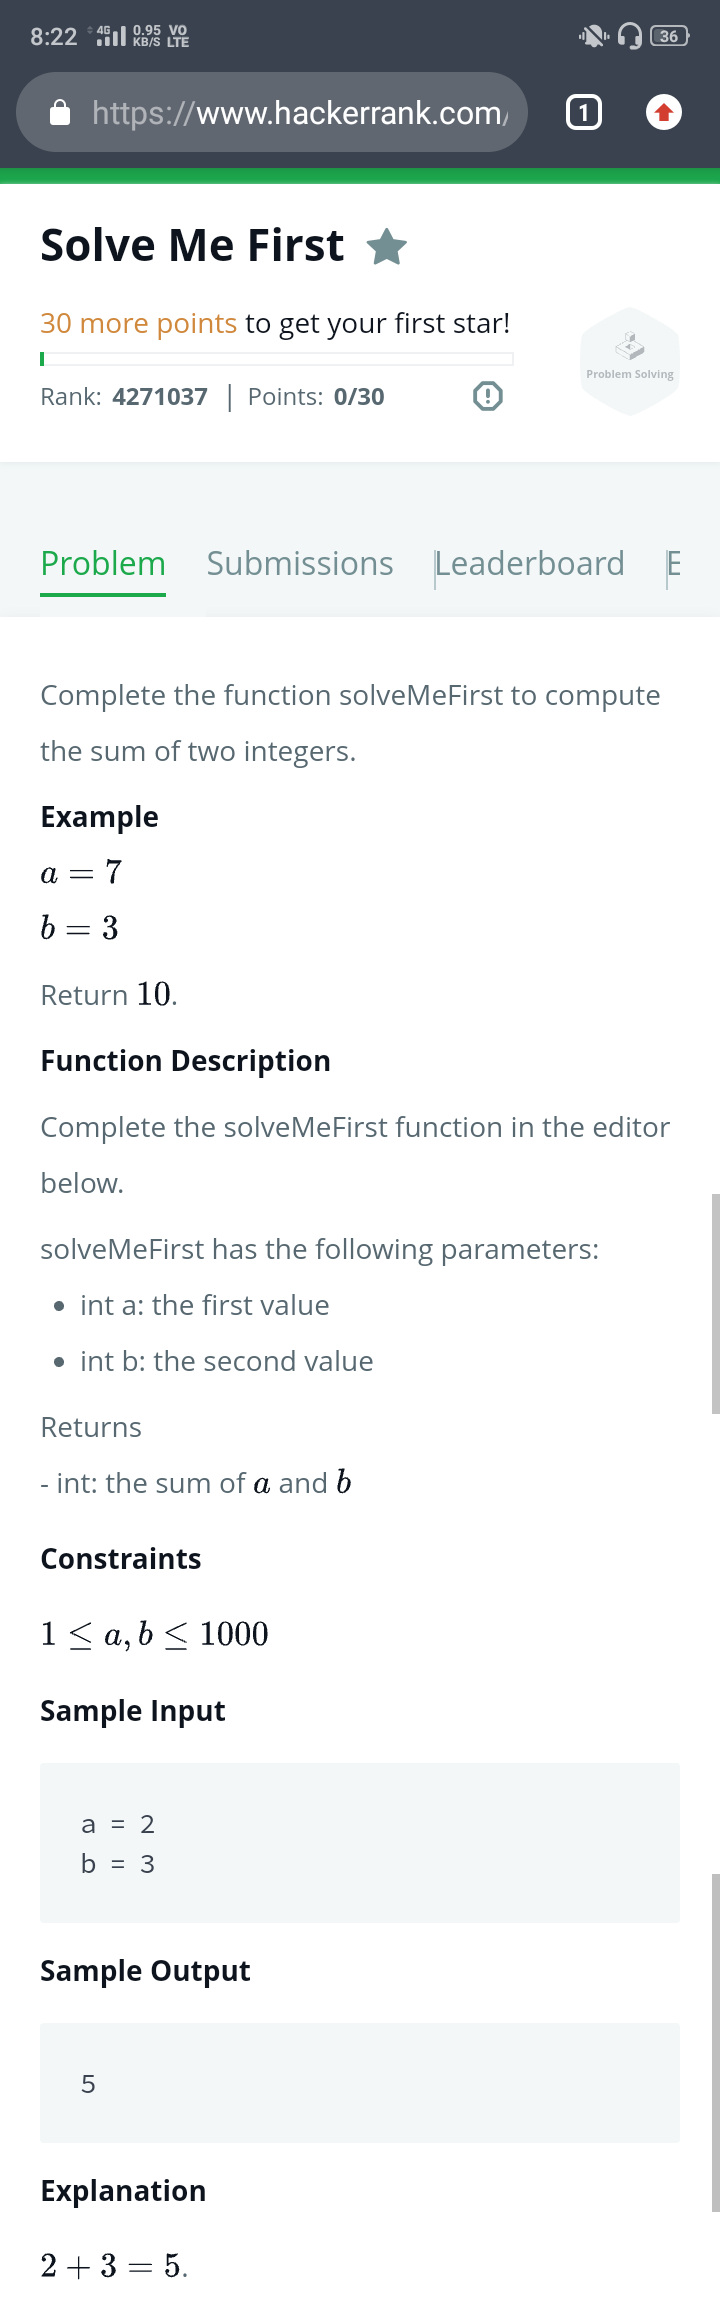 8:22 4G 0.95 KB/S VO LTE 36
https://www.hackerrank.com/
1
Solve Me First
30 more points to get your first star!
Rank: 4271037 | Points: 0/30
Problem Solving
Problem Submissions Leaderboard E
Complete the function solveMeFirst to compute
the sum of two integers.
Example
a = 7
b = 3
Return 10.
Function Description
Complete the solveMeFirst function in the editor
below.
solveMeFirst has the following parameters:
• int a: the first value
• int b: the second value
Returns
- int: the sum of a and b
Constraints
1 ≤ a, b ≤ 1000
Sample Input
a = 2
b = 3
Sample Output
5
Explanation
2 + 3 = 5.